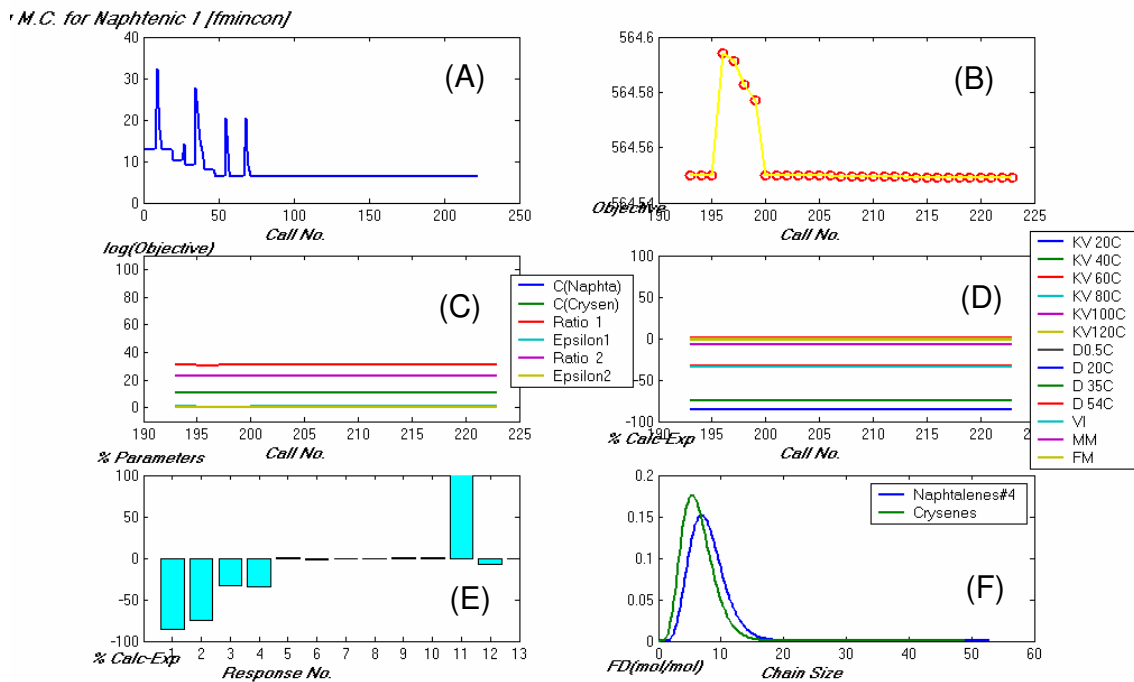 M.C. for Naphtenic 1 [fmincon]
40
30
20
10
0
0 50 100 150 200 250
(A)
Call No.
log(Objective)
564.6
564.58
564.56
564.54
190 195 200 205 210 215 220 225
(B)
Objective
Call No.
100
80
60
40
20
0
190 195 200 205 210 215 220 225
(C)
% Parameters
Call No.
C(Naphta)
C(Crysen)
Ratio 1
Epsilon1
Ratio 2
Epsilon2
100
50
0
-50
-100
190 195 200 205 210 215 220
(D)
% Calc-Exp
Call No.
KV 20C
KV 40C
KV 60C
KV 80C
KV100C
KV120C
D0.5C
D 20C
D 35C
D 54C
VI
MM
FM
100
50
0
-50
-100
1 2 3 4 5 6 7 8 9 10 11 12 13
(E)
% Calc-Exp
Response No.
0.2
0.15
0.1
0.05
0
0 10 20 30 40 50 60
(F)
FD(mol/mol)
Chain Size
Naphtalenes#4
Crysenes